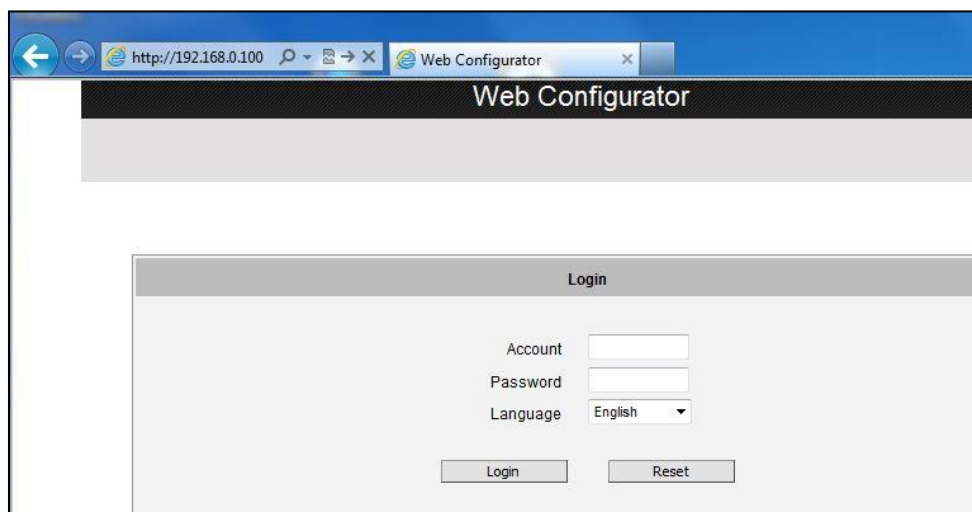 http://192.168.0.100 Web Configurator
Web Configurator
Login
Account
Password
Language English
Login Reset